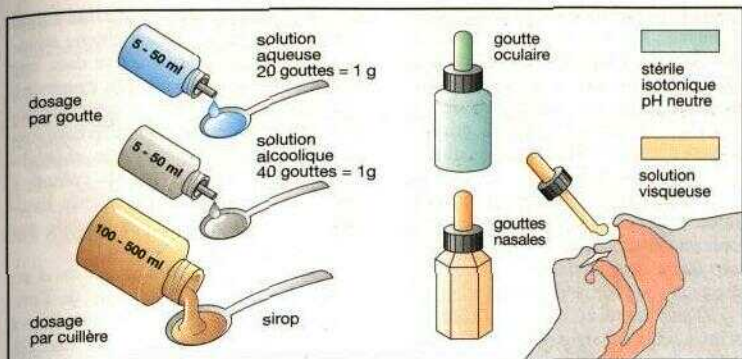 5 - 50 ml
solution
aqueuse
20 gouttes = 1 g
dosage
par goutte
5 - 50 ml
solution
alcoolique
40 gouttes = 1g
100 - 500 ml
dosage
par cuillère
sirop
goutte
oculaire
gouttes
nasales
stérile
isotonique
pH neutre
solution
visqueuse